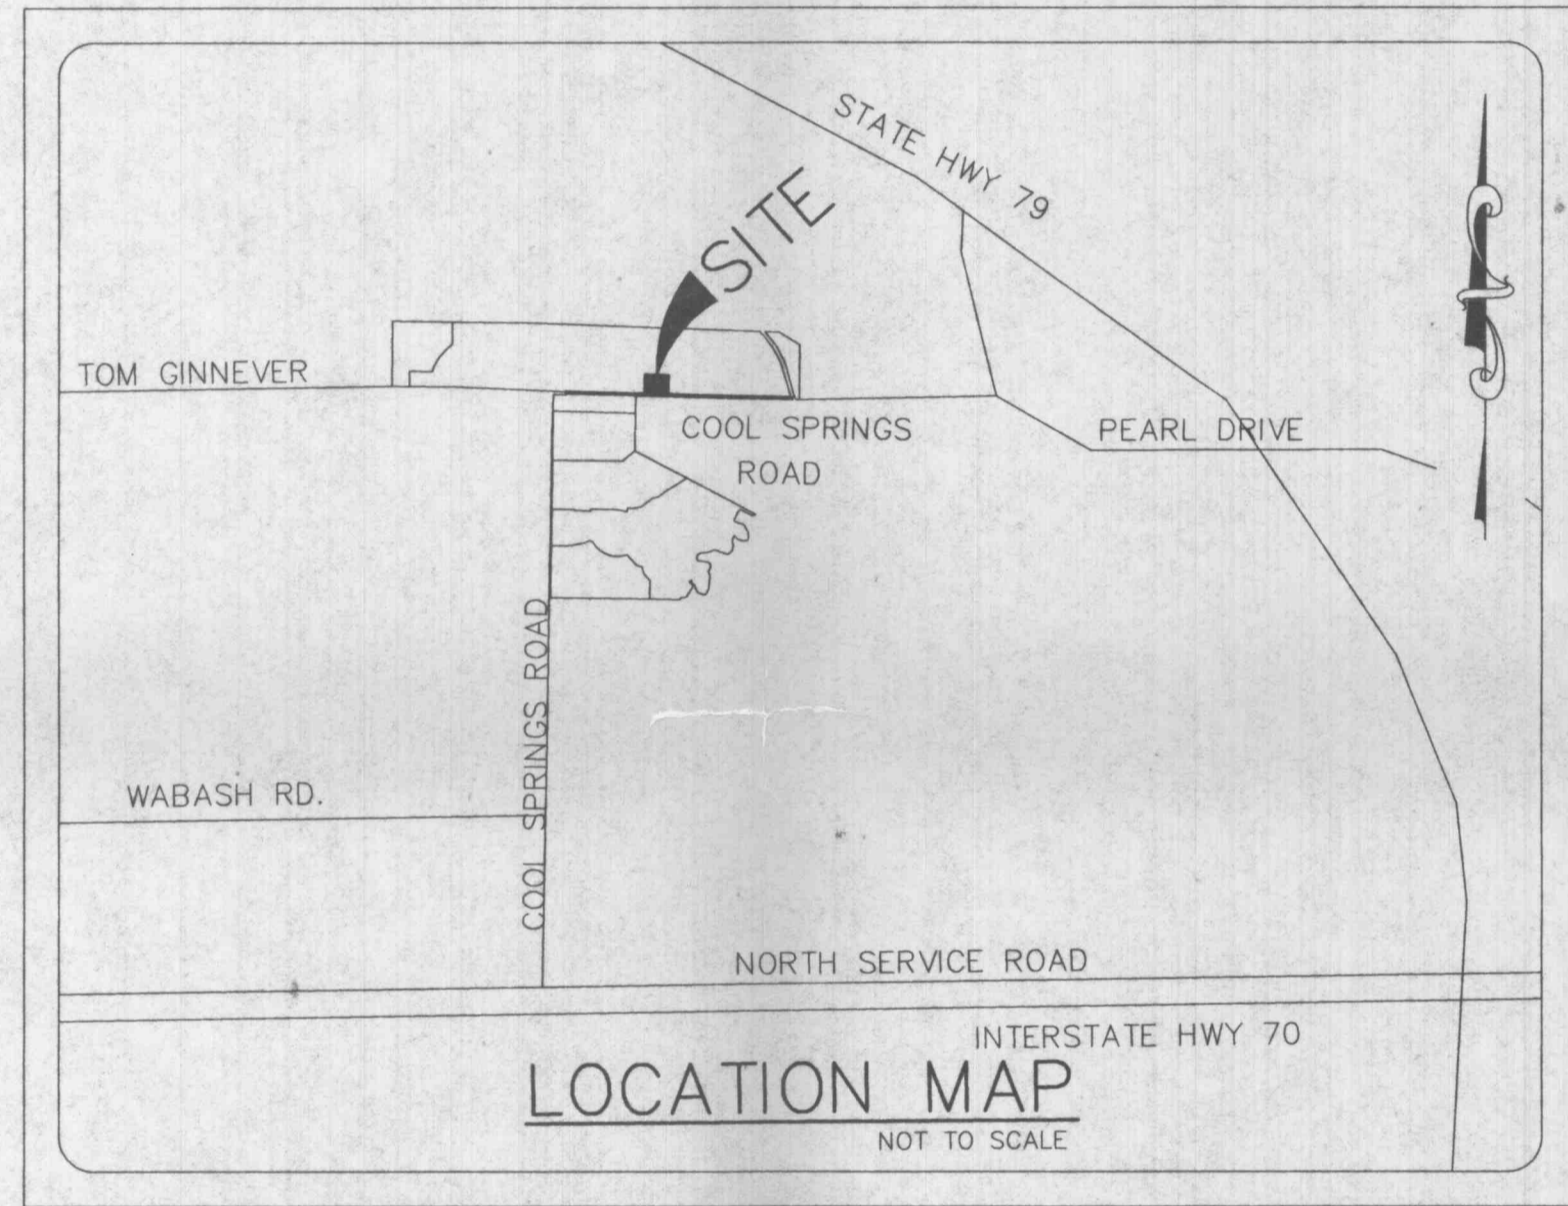 STATE HWY 79
SITE
TOM GINNEVER
COOL SPRINGS
ROAD
PEARL DRIVE
COOL SPRINGS ROAD
WABASH RD.
NORTH SERVICE ROAD
INTERSTATE HWY 70
LOCATION MAP
NOT TO SCALE